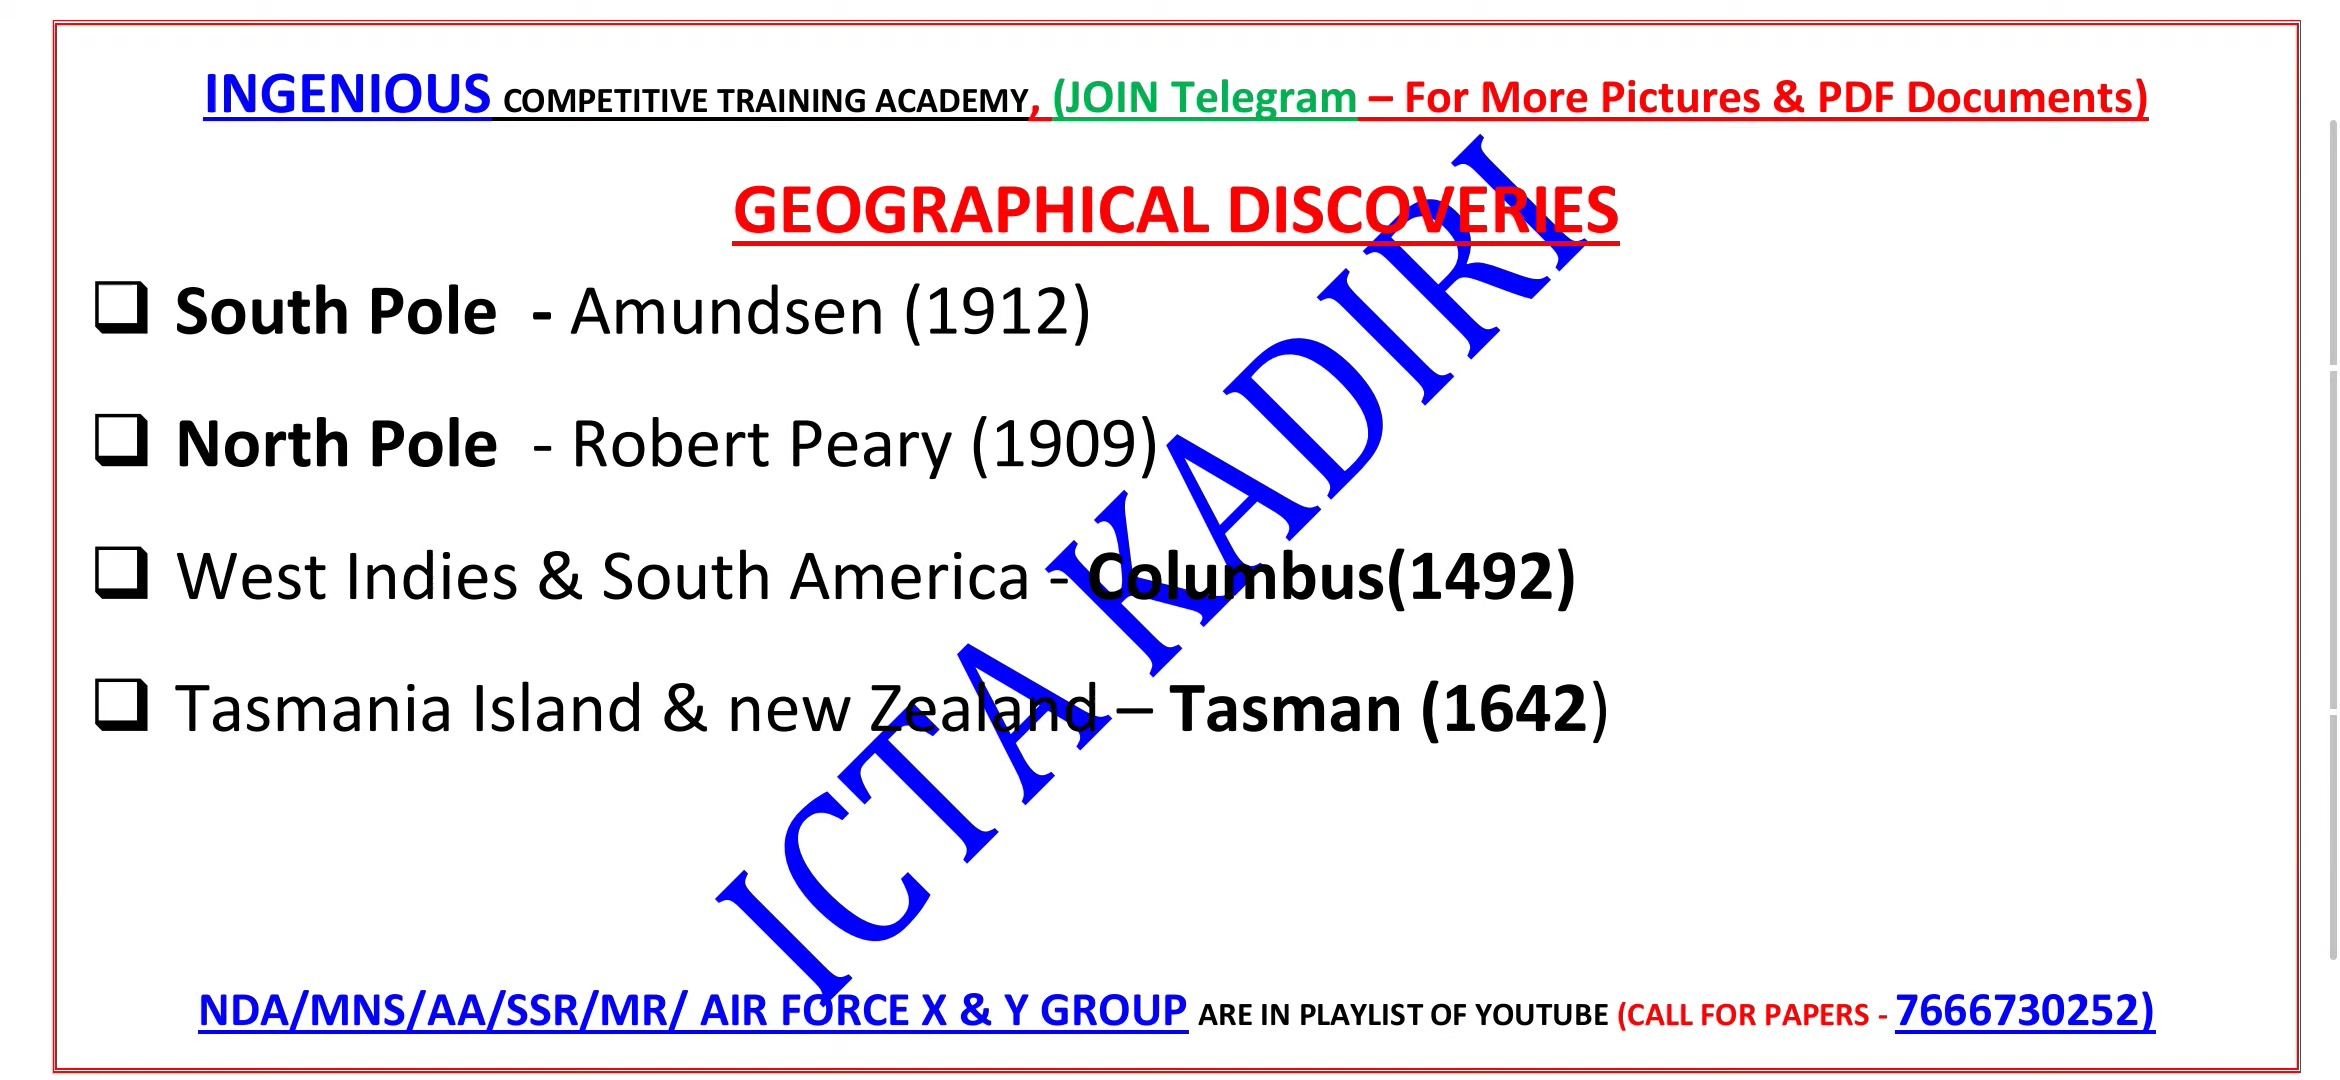 INGENIOUS COMPETITIVE TRAINING ACADEMY, (JOIN Telegram – For More Pictures & PDF Documents)
GEOGRAPHICAL DISCOVERIES
South Pole - Amundsen (1912)
North Pole - Robert Peary (1909)
West Indies & South America - Columbus(1492)
Tasmania Island & new Zealand – Tasman (1642)
ICTA KADIRI
NDA/MNS/AA/SSR/MR/ AIR FORCE X & Y GROUP ARE IN PLAYLIST OF YOUTUBE (CALL FOR PAPERS - 7666730252)